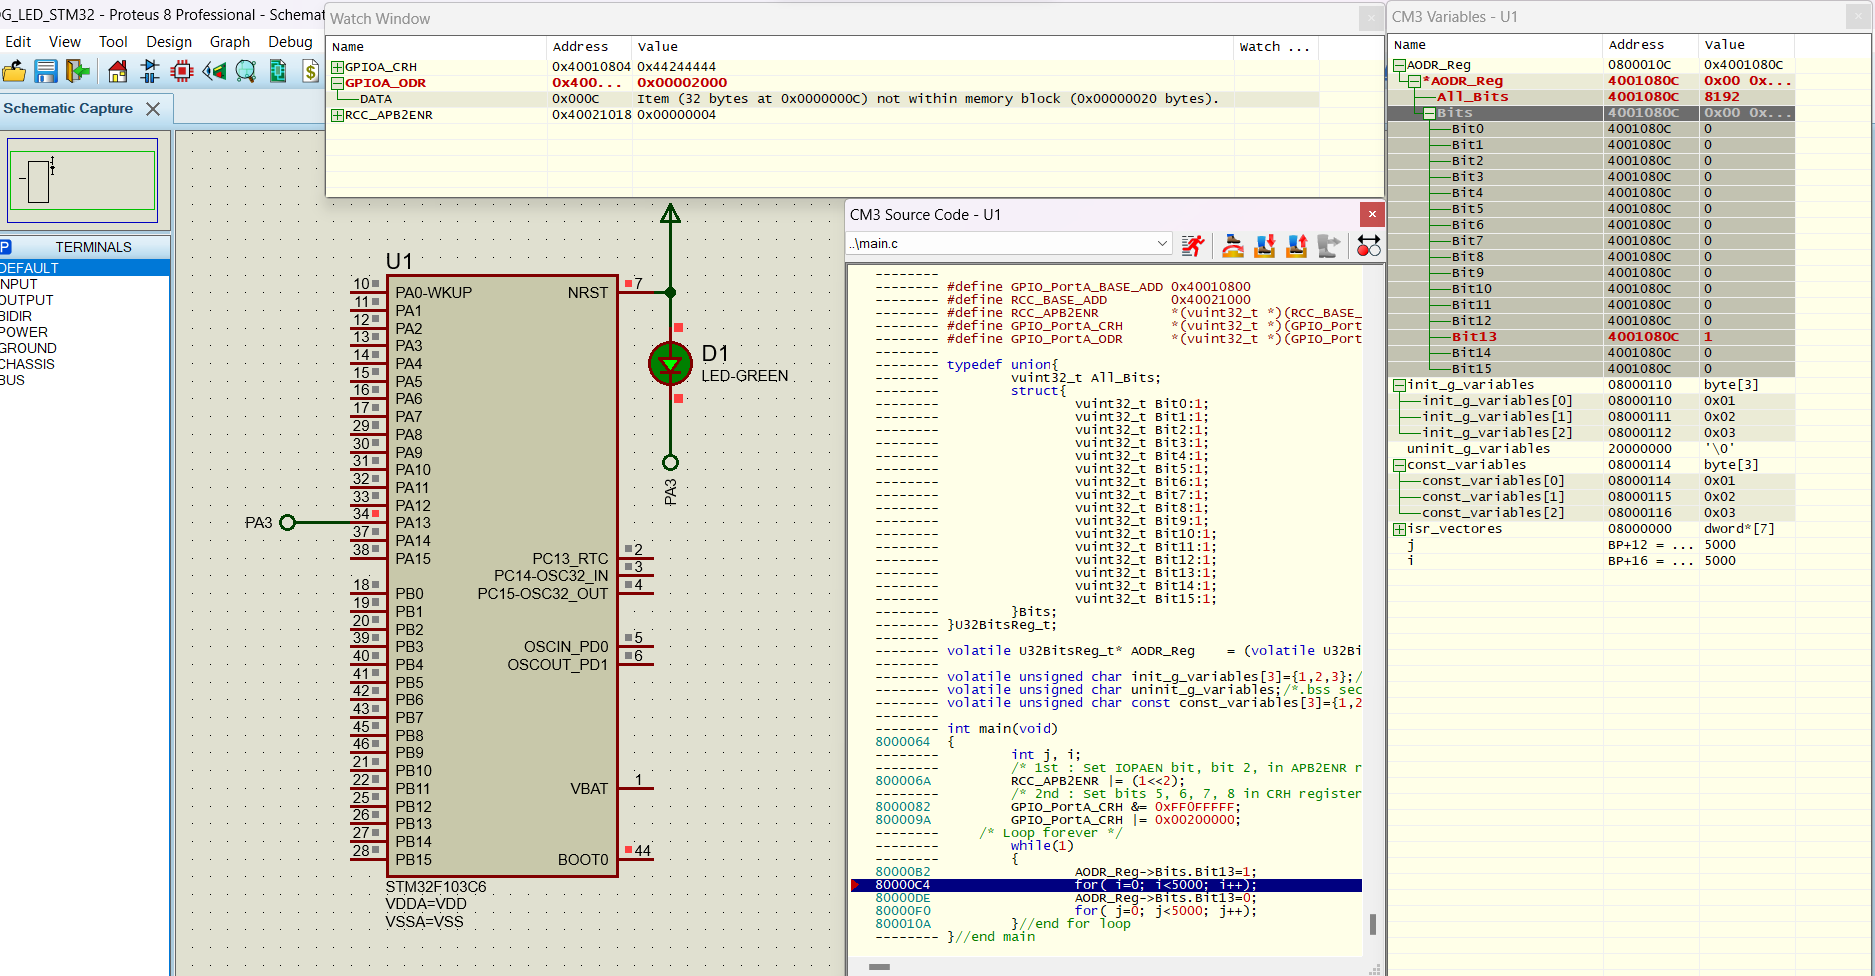 OG_LED_STM32 - Proteus 8 Professional - Schemat
Edit View Tool Design Graph Debug
Schematic Capture
P TERMINALS
DEFAULT
INPUT
OUTPUT
BIDIR
POWER
GROUND
CHASSIS
BUS
Watch Window
Name Address Value Watch ...
GPIOA_CRH 0x40010804 0x44244444
GPIOA_ODR 0x400... 0x00002000
DATA 0x000C Item (32 bytes at 0x0000000C) not within memory block (0x00000020 bytes).
RCC_APB2ENR 0x40021018 0x00000004
U1
10 PA0-WKUP NRST 7
11 PA1
12 PA2
13 PA3
14 PA4
15 PA5
16 PA6
17 PA7
29 PA8
30 PA9
31 PA10
32 PA11
33 PA12
34 PA13
37 PA14
38 PA15
PC13_RTC 2
PC14-OSC32_IN 3
PC15-OSC32_OUT 4
18 PB0
19 PB1
20 PB2
39 PB3 OSCIN_PD0 5
40 PB4 OSCOUT_PD1 6
41 PB5
42 PB6
43 PB7
45 PB8
46 PB9
21 PB10
22 PB11 VBAT 1
25 PB12
26 PB13
27 PB14
28 PB15 BOOT0 44
STM32F103C6
VDDA=VDD
VSSA=VSS
PA3
D1
LED-GREEN
PA3
CM3 Source Code - U1
..\main.c
-------- #define GPIO_PortA_BASE_ADD 0x40010800
-------- #define RCC_BASE_ADD 0x40021000
-------- #define RCC_APB2ENR *(vuint32_t *)(RCC_BASE_
-------- #define GPIO_PortA_CRH *(vuint32_t *)(GPIO_Port
-------- #define GPIO_PortA_ODR *(vuint32_t *)(GPIO_Port
--------
-------- typedef union{
-------- vuint32_t All_Bits;
-------- struct{
-------- vuint32_t Bit0:1;
-------- vuint32_t Bit1:1;
-------- vuint32_t Bit2:1;
-------- vuint32_t Bit3:1;
-------- vuint32_t Bit4:1;
-------- vuint32_t Bit5:1;
-------- vuint32_t Bit6:1;
-------- vuint32_t Bit7:1;
-------- vuint32_t Bit8:1;
-------- vuint32_t Bit9:1;
-------- vuint32_t Bit10:1;
-------- vuint32_t Bit11:1;
-------- vuint32_t Bit12:1;
-------- vuint32_t Bit13:1;
-------- vuint32_t Bit14:1;
-------- vuint32_t Bit15:1;
-------- }Bits;
-------- }U32BitsReg_t;
--------
-------- volatile U32BitsReg_t* AODR_Reg = (volatile U32Bi
--------
-------- volatile unsigned char init_g_variables[3]={1,2,3};/
-------- volatile unsigned char uninit_g_variables;/*.bss sec
-------- volatile unsigned char const const_variables[3]={1,2
--------
-------- int main(void)
8000064 {
-------- int j, i;
-------- /* 1st : Set IOPAEN bit, bit 2, in APB2ENR r
800006A RCC_APB2ENR |= (1<<2);
-------- /* 2nd : Set bits 5, 6, 7, 8 in CRH register
8000082 GPIO_PortA_CRH &= 0xFF0FFFFF;
800009A GPIO_PortA_CRH |= 0x00200000;
-------- /* Loop forever */
-------- while(1)
-------- {
80000B2 AODR_Reg->Bits.Bit13=1;
80000C4 for( i=0; i<5000; i++);
80000DE AODR_Reg->Bits.Bit13=0;
80000F0 for( j=0; j<5000; j++);
800010A }//end for loop
-------- }//end main
CM3 Variables - U1
Name Address Value
AODR_Reg 0800010C 0x4001080C
*AODR_Reg 4001080C 0x00 0x...
All_Bits 4001080C 8192
Bits 4001080C 0x00 0x...
Bit0 4001080C 0
Bit1 4001080C 0
Bit2 4001080C 0
Bit3 4001080C 0
Bit4 4001080C 0
Bit5 4001080C 0
Bit6 4001080C 0
Bit7 4001080C 0
Bit8 4001080C 0
Bit9 4001080C 0
Bit10 4001080C 0
Bit11 4001080C 0
Bit12 4001080C 0
Bit13 4001080C 1
Bit14 4001080C 0
Bit15 4001080C 0
init_g_variables 08000110 byte[3]
init_g_variables[0] 08000110 0x01
init_g_variables[1] 08000111 0x02
init_g_variables[2] 08000112 0x03
uninit_g_variables 20000000 '\0'
const_variables 08000114 byte[3]
const_variables[0] 08000114 0x01
const_variables[1] 08000115 0x02
const_variables[2] 08000116 0x03
isr_vectores 08000000 dword*[7]
j BP+12 = ... 5000
i BP+16 = ... 5000